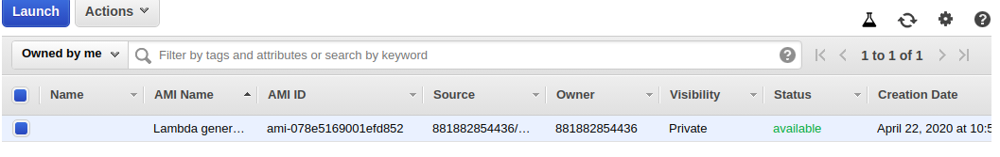 Launch Actions
Owned by me Filter by tags and attributes or search by keyword 1 to 1 of 1
Name AMI Name AMI ID Source Owner Visibility Status Creation Date
Lambda gener… ami-078e5169001efd852 881882854436/… 881882854436 Private available April 22, 2020 at 10:5